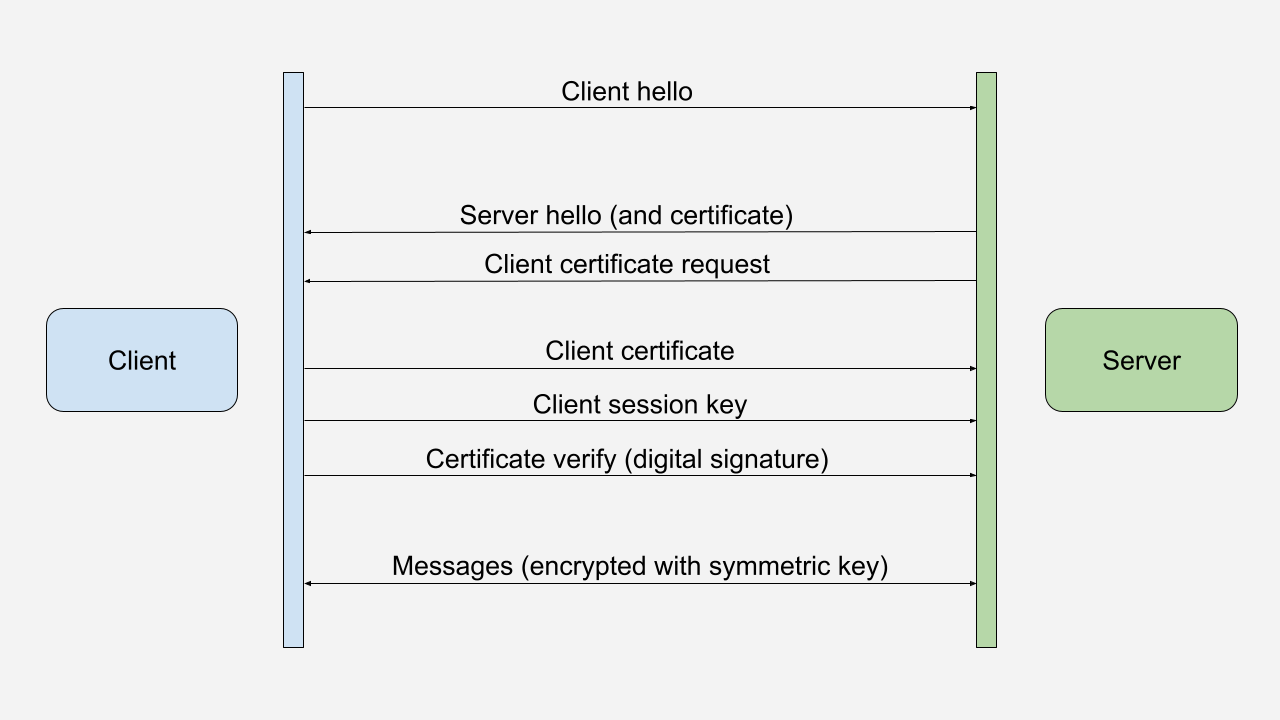 Client hello
Server hello (and certificate)
Client certificate request
Client
Client certificate
Server
Client session key
Certificate verify (digital signature)
Messages (encrypted with symmetric key)